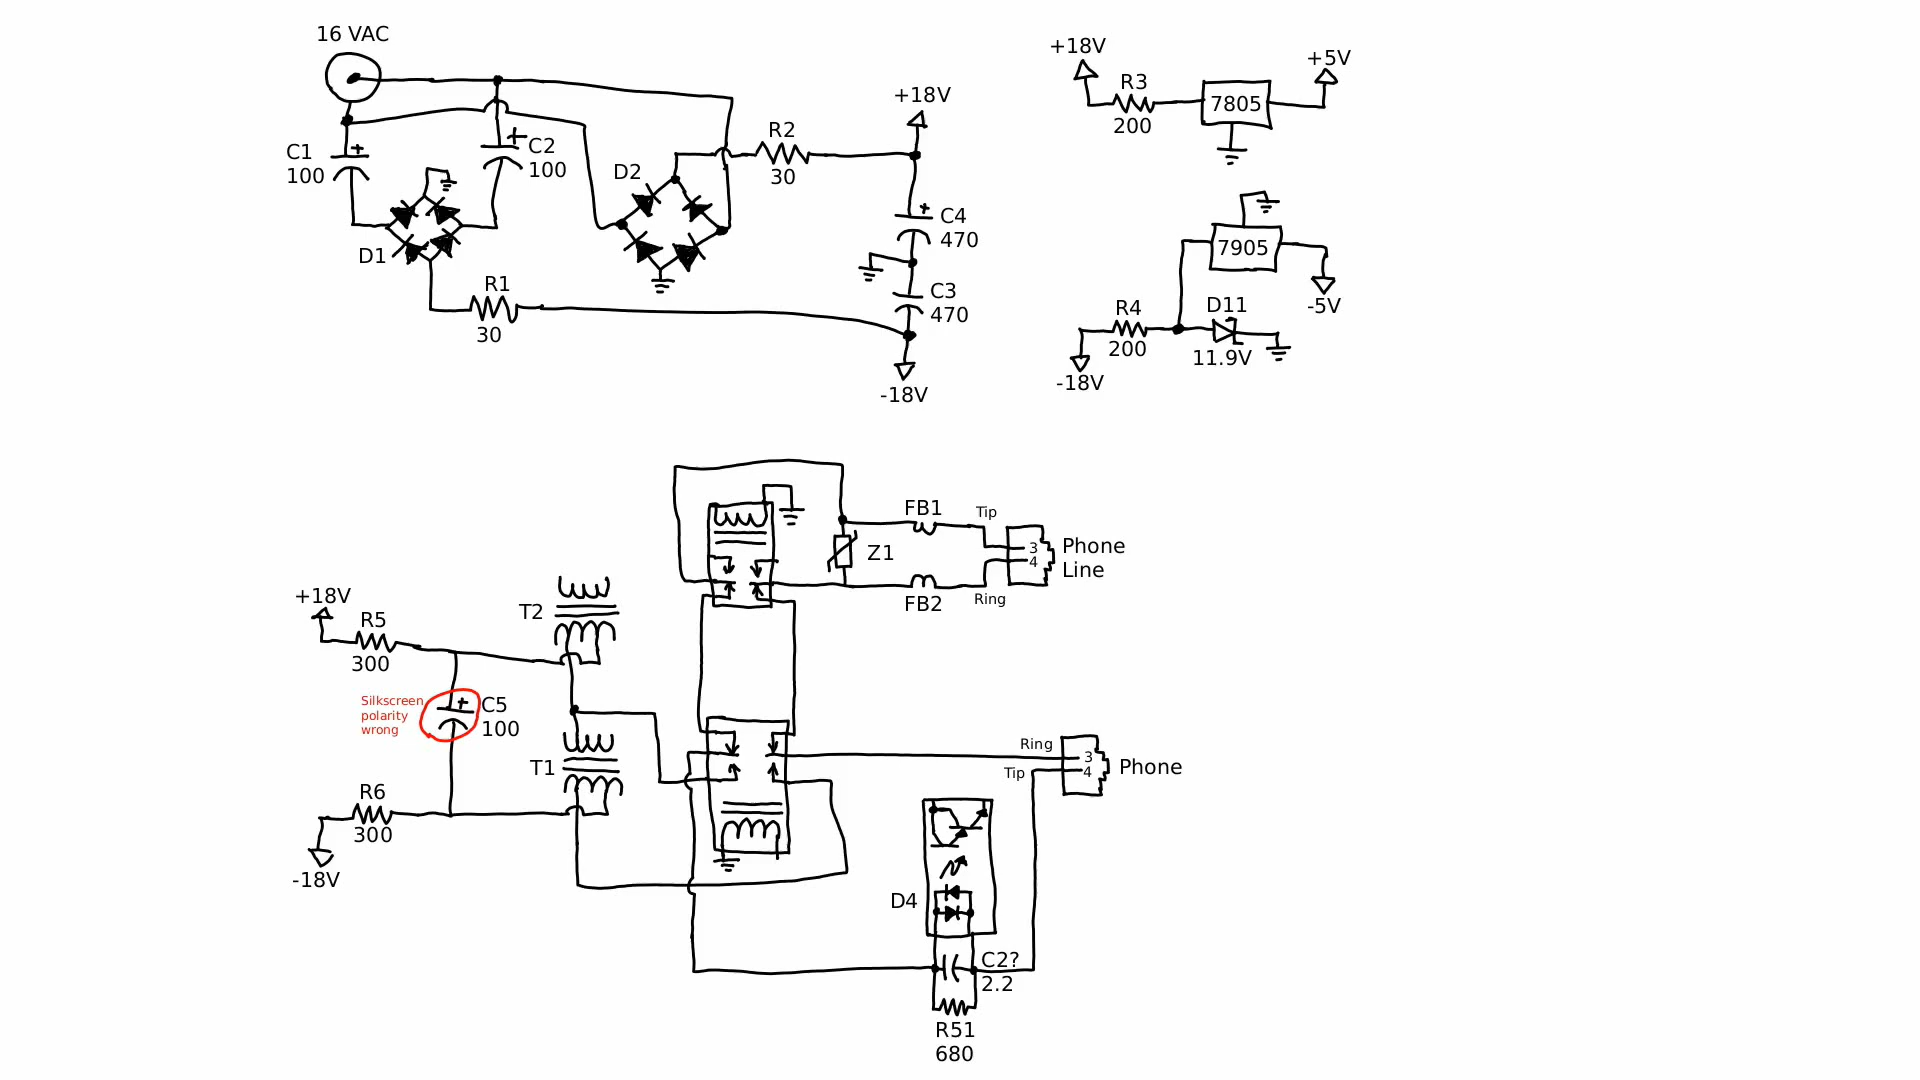 16 VAC
C1
100
C2
100
D1
R1
30
D2
R2
30
+18V
C4
470
C3
470
-18V
+18V
R3
200
7805
+5V
7905
-5V
R4
200
D11
11.9V
-18V
FB1
Tip
Z1
3
4
Phone
Line
FB2
Ring
+18V
R5
300
T2
Silkscreen
polarity
wrong
C5
100
T1
R6
300
-18V
Ring
Tip
3
4
Phone
D4
C2?
2.2
R51
680